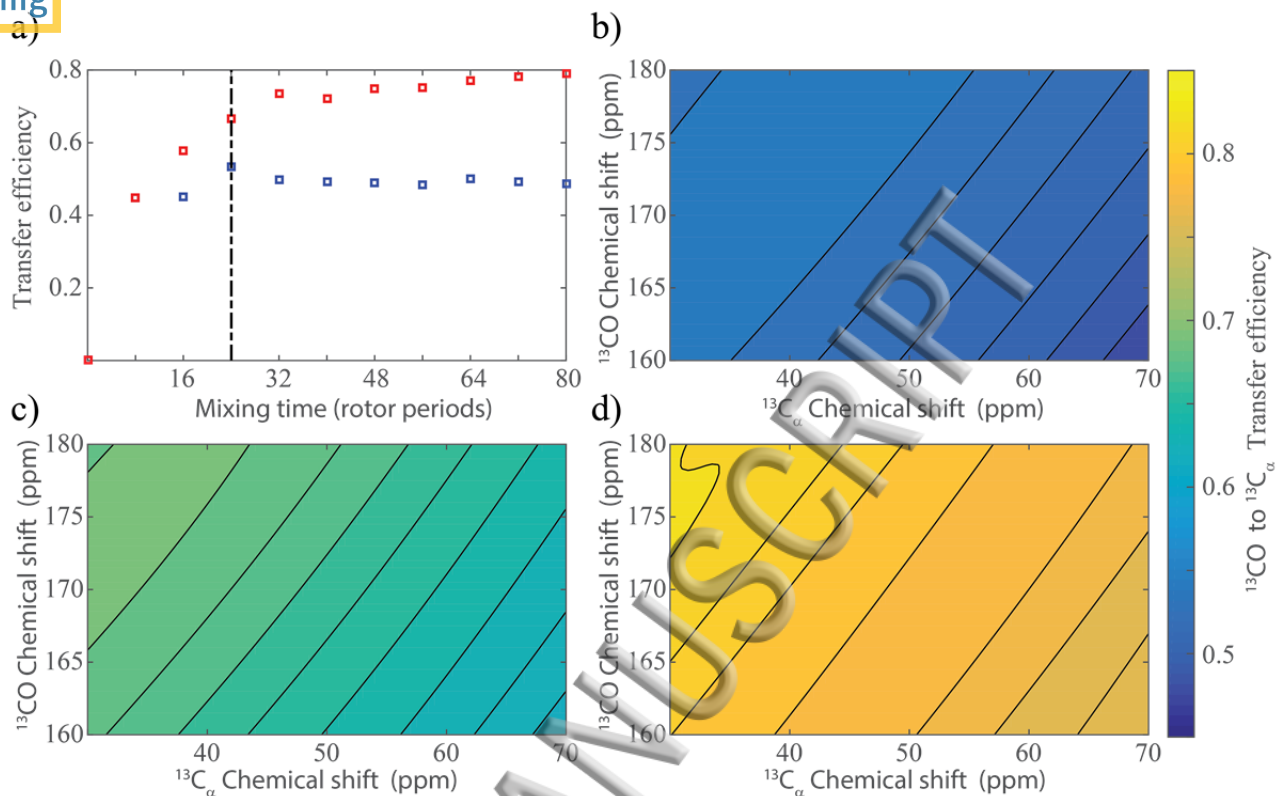 a)
0.8
0.6
0.4
0.2
Transfer efficiency
16 32 48 64 80
Mixing time (rotor periods)
b)
180
175
170
165
160
¹³CO Chemical shift (ppm)
40 50 60 70
¹³Cα Chemical shift (ppm)
0.8
0.7
0.6
0.5
¹³CO to ¹³Cα Transfer efficiency
c)
180
175
170
165
160
¹³CO Chemical shift (ppm)
40 50 60 70
¹³Cα Chemical shift (ppm)
d)
180
175
170
165
160
¹³CO Chemical shift (ppm)
40 50 60 70
¹³Cα Chemical shift (ppm)
NUSCRIPT